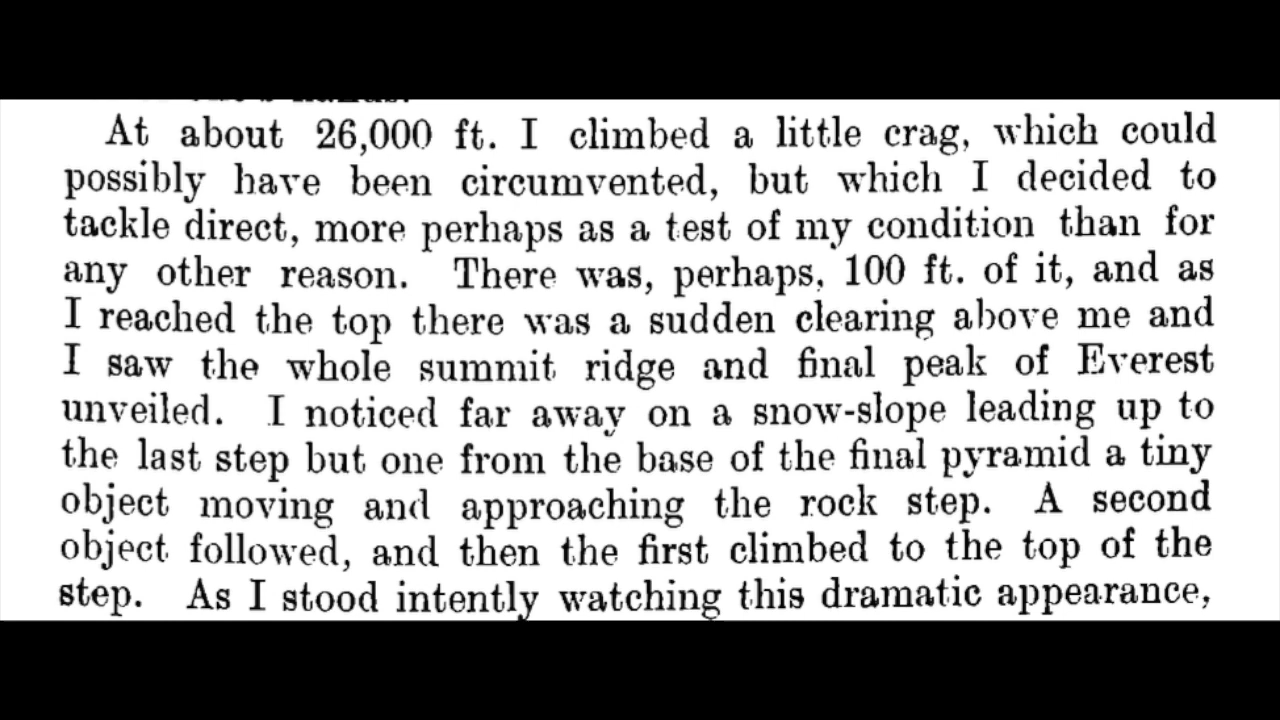 At about 26,000 ft. I climbed a little crag, which could
possibly have been circumvented, but which I decided to
tackle direct, more perhaps as a test of my condition than for
any other reason. There was, perhaps, 100 ft. of it, and as
I reached the top there was a sudden clearing above me and
I saw the whole summit ridge and final peak of Everest
unveiled. I noticed far away on a snow-slope leading up to
the last step but one from the base of the final pyramid a tiny
object moving and approaching the rock step. A second
object followed, and then the first climbed to the top of the
step. As I stood intently watching this dramatic appearance,